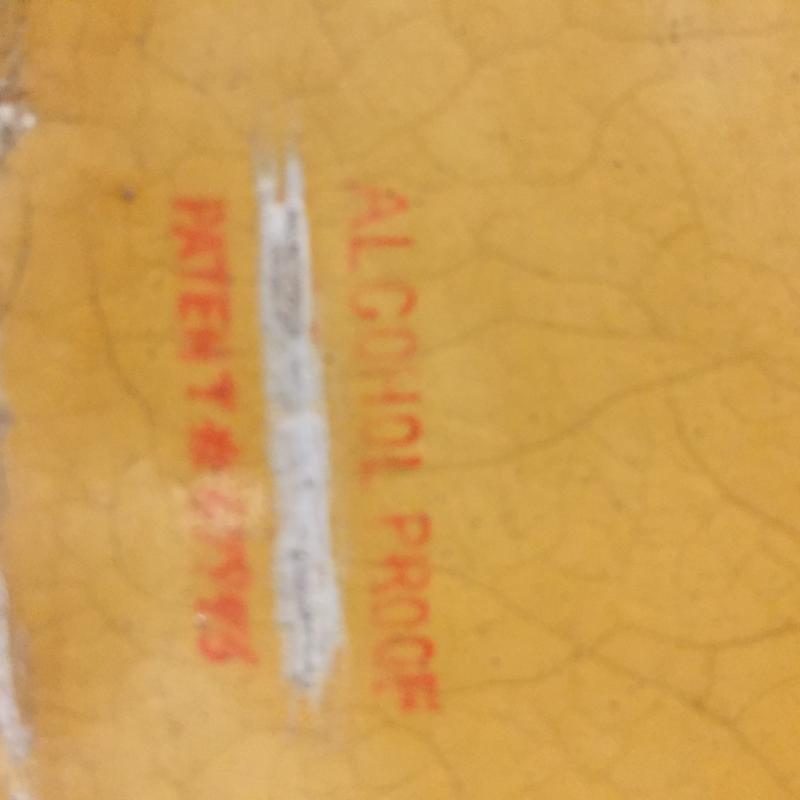 ALCOHOL PROOF
PATENT #